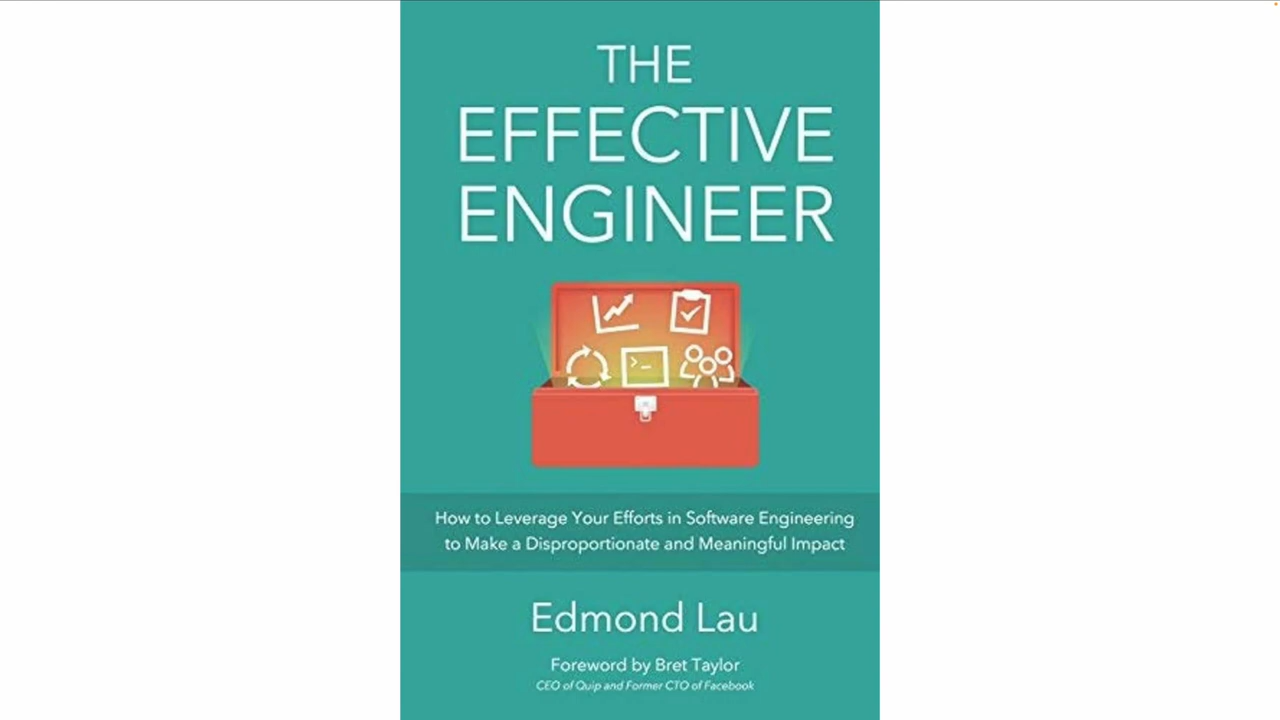 THE
EFFECTIVE
ENGINEER
>_
How to Leverage Your Efforts in Software Engineering
to Make a Disproportionate and Meaningful Impact
Edmond Lau
Foreword by Bret Taylor
CEO of Quip and Former CTO of Facebook